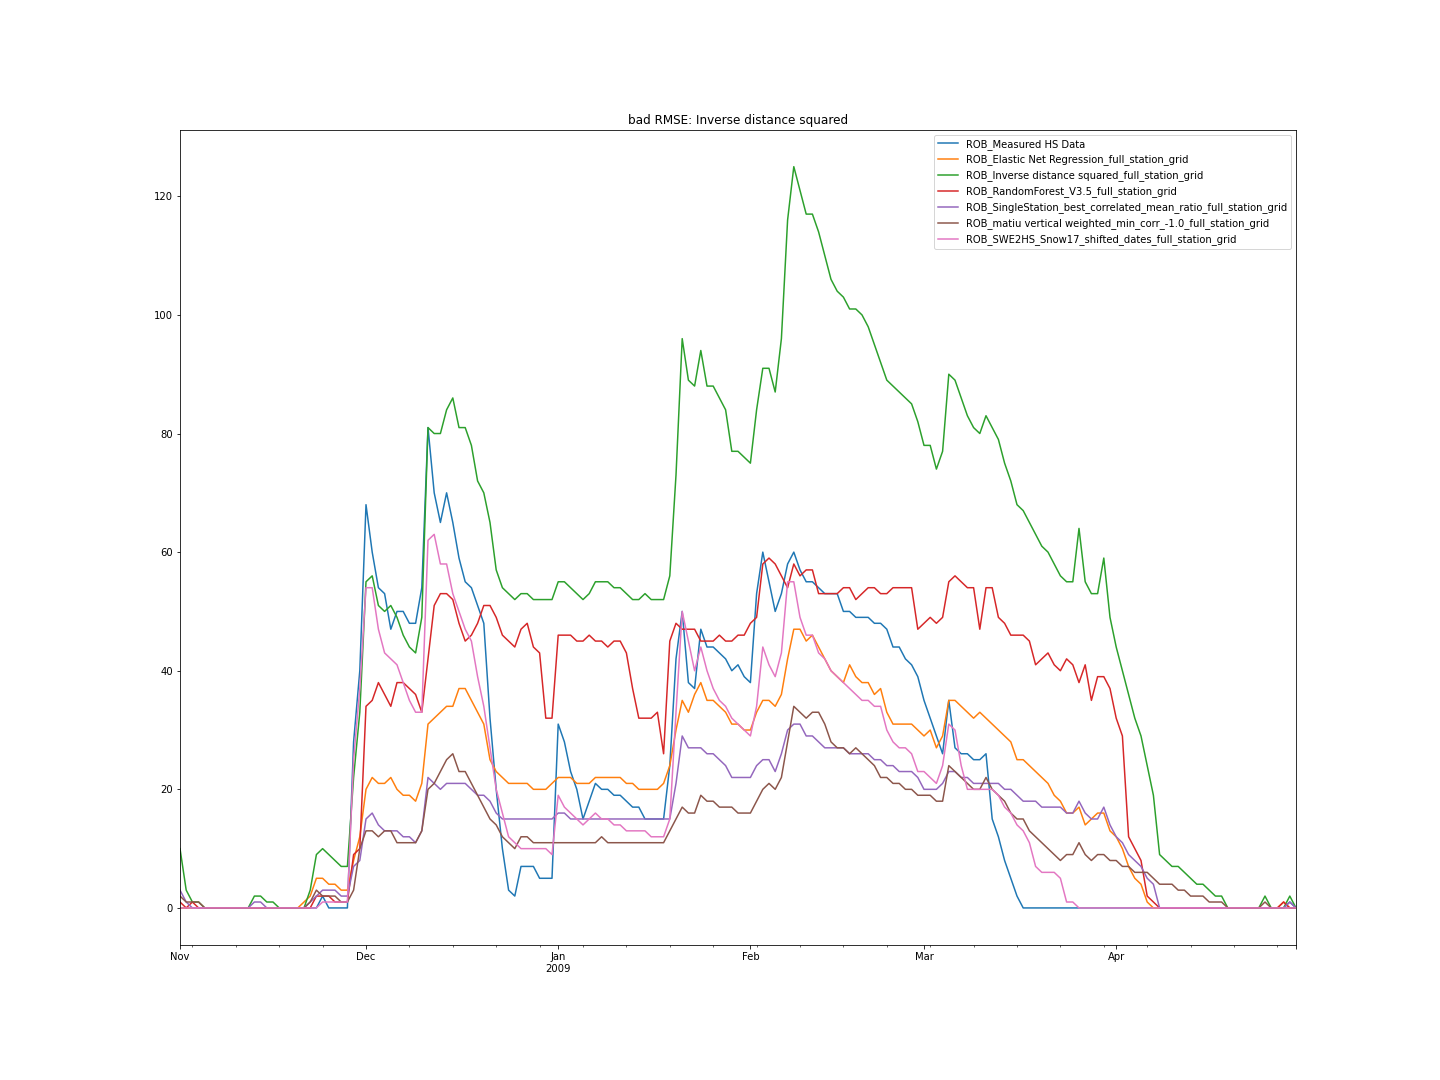 bad RMSE: Inverse distance squared
ROB_Measured HS Data
ROB_Elastic Net Regression_full_station_grid
ROB_Inverse distance squared_full_station_grid
ROB_RandomForest_V3.5_full_station_grid
ROB_SingleStation_best_correlated_mean_ratio_full_station_grid
ROB_matiu vertical weighted_min_corr_-1.0_full_station_grid
ROB_SWE2HS_Snow17_shifted_dates_full_station_grid
120
100
80
60
40
20
0
Nov Dec Jan Feb Mar Apr
2009